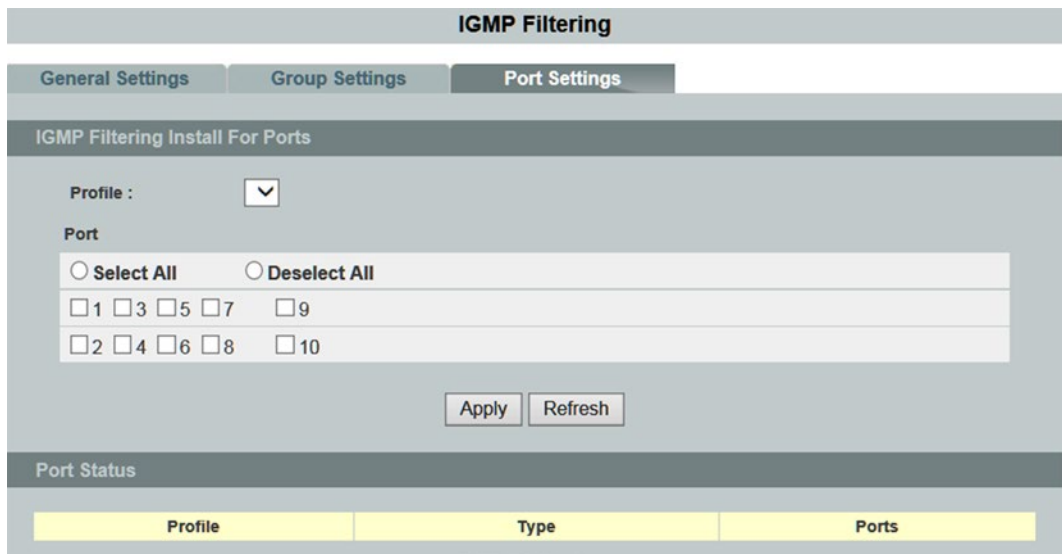 IGMP Filtering
General Settings Group Settings Port Settings
IGMP Filtering Install For Ports
Profile :
Port
Select All Deselect All
1 3 5 7 9
2 4 6 8 10
Apply Refresh
Port Status
Profile Type Ports